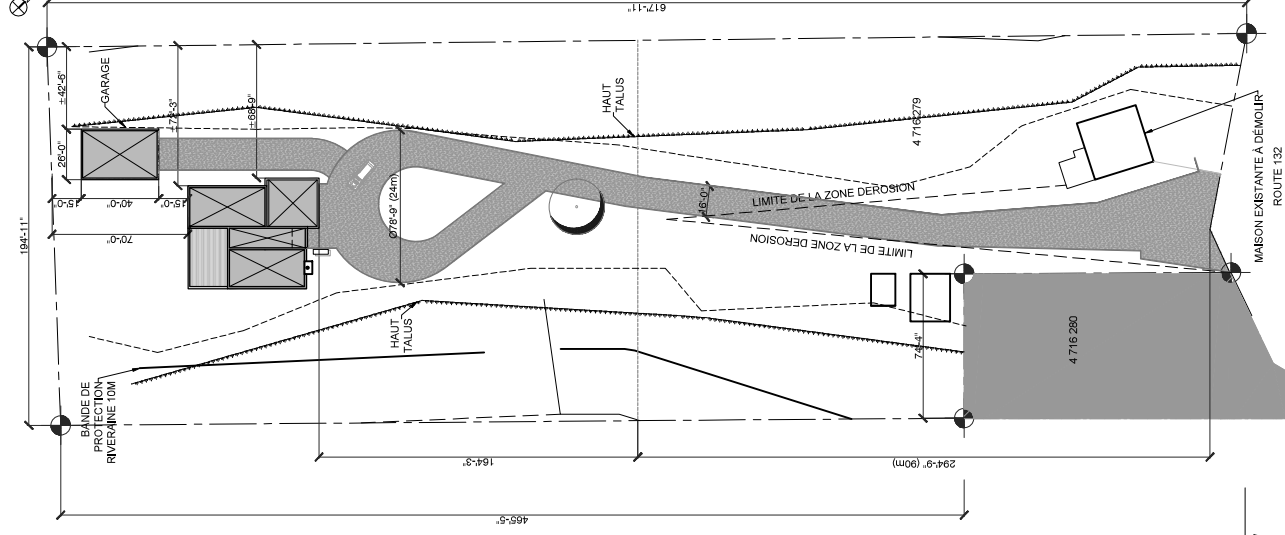 617'-11"
±42'-6"
GARAGE
±68'-9"
26'-0"
15'-0"
40'-0"
15'-0"
70'-0"
194'-11"
Ø78'-9" (24m)
HAUT
TALUS
4 716 279
16'-0"
LIMITE DE LA ZONE DEROSION
LIMITE DE LA ZONE DEROSION
MAISON EXISTANTE À DÉMOLIR
ROUTE 132
HAUT
TALUS
74'-4"
4 716 280
BANDE DE
PROTECTION
RIVERAINE 10M
164'-3"
294'-9" (90m)
465'-5"